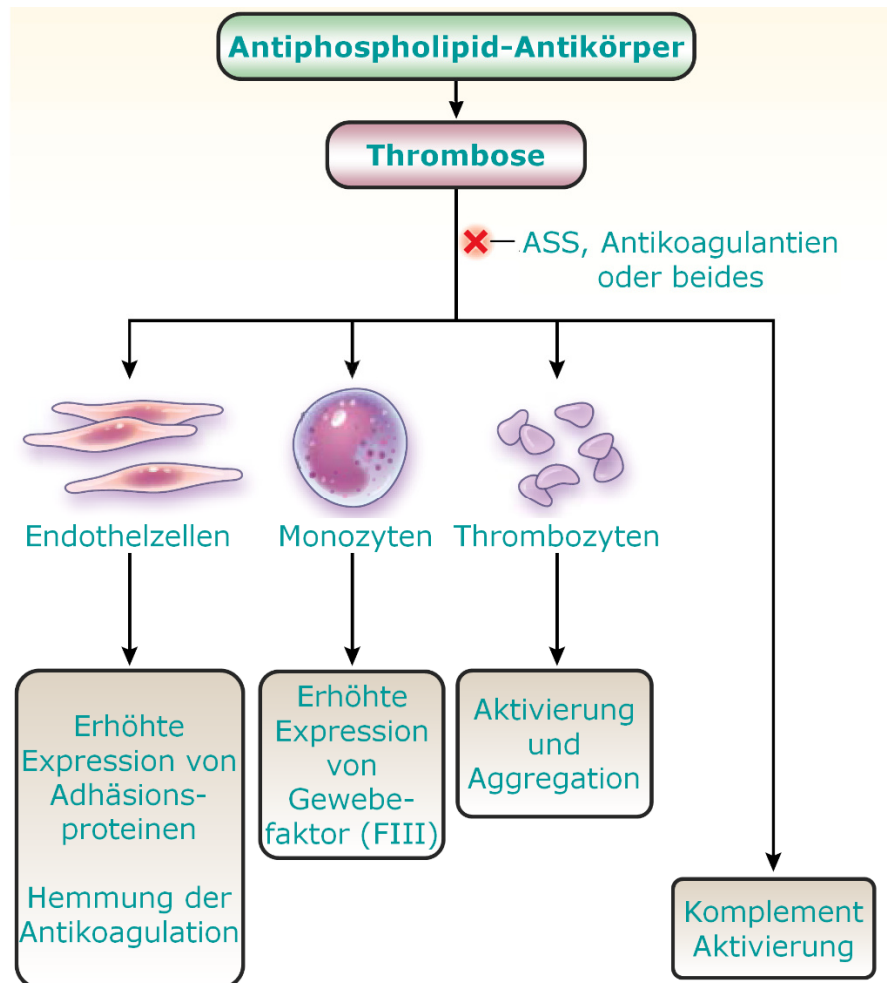 Antiphospholipid-Antikörper
Thrombose
ASS, Antikoagulantien
oder beides
Endothelzellen
Monozyten
Thrombozyten
Erhöhte
Expression von
Adhäsions-
proteinen
Hemmung der
Antikoagulation
Erhöhte
Expression
von
Gewebe-
faktor (FIII)
Aktivierung
und
Aggregation
Komplement
Aktivierung